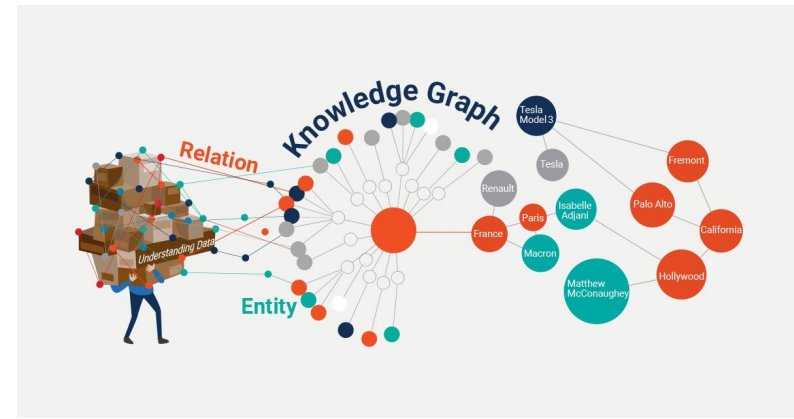 Knowledge Graph
Relation
Understanding Data
Entity
Tesla
Model 3
Tesla
Renault
France
Paris
Macron
Isabelle
Adjani
Fremont
Palo Alto
California
Hollywood
Matthew
McConaughey